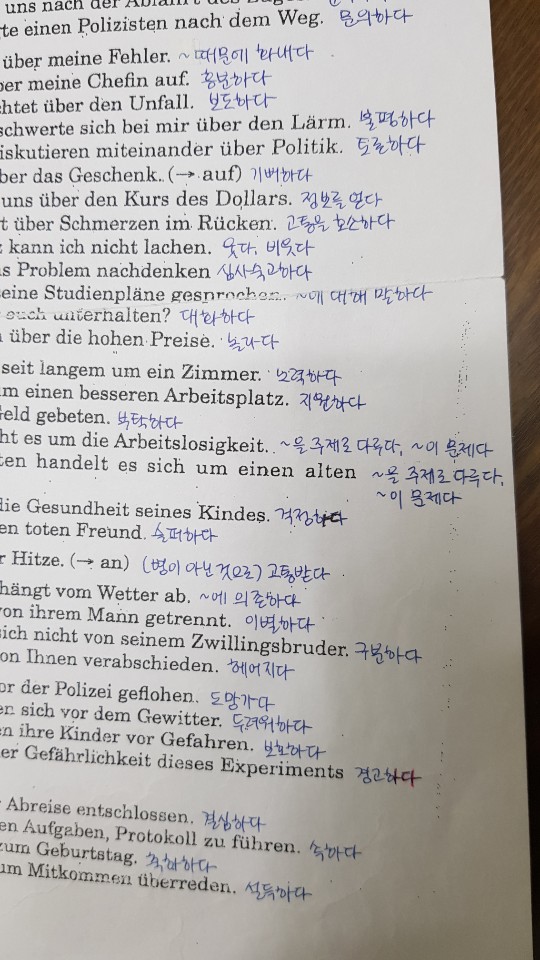 uns nach der Abfahrt des Zuges
te einen Polizisten nach dem Weg. 문의하다
über meine Fehler. ~때문에 화내다
ber meine Chefin auf. 흥분하다
chtet über den Unfall. 보도하다
schwerte sich bei mir über den Lärm. 불평하다
iskutieren miteinander über Politik. 토론하다
ber das Geschenk. (→ auf) 기뻐하다
uns über den Kurs des Dollars. 정보를 얻다
t über Schmerzen im Rücken. 고통을 호소하다
z kann ich nicht lachen. 웃다, 비웃다
s Problem nachdenken 심사숙고하다
eine Studienpläne gesprochen. ~에 대해 말하다
euch unterhalten? 대화하다
über die hohen Preise. 놀라다
seit langem um ein Zimmer. 노력하다
m einen besseren Arbeitsplatz. 지원하다
Geld gebeten. 부탁하다
ht es um die Arbeitslosigkeit. ~을 주제로 다루다, ~이 문제다
ten handelt es sich um einen alten ~을 주제로 다루다,
~이 문제다
die Gesundheit seines Kindes. 걱정하다
en toten Freund. 슬퍼하다
r Hitze. (→ an) (병이 아닌 것으로) 고통받다
hängt vom Wetter ab. ~에 의존하다
von ihrem Mann getrennt. 이별하다
sich nicht von seinem Zwillingsbruder. 구분하다
on Ihnen verabschieden. 헤어지다
or der Polizei geflohen. 도망가다
en sich vor dem Gewitter. 두려워하다
n ihre Kinder vor Gefahren. 보호하다
er Gefährlichkeit dieses Experiments 경고하다
r Abreise entschlossen. 결심하다
en Aufgaben, Protokoll zu führen. 속하다
zum Geburtstag. 축하하다
um Mitkommen überreden. 설득하다